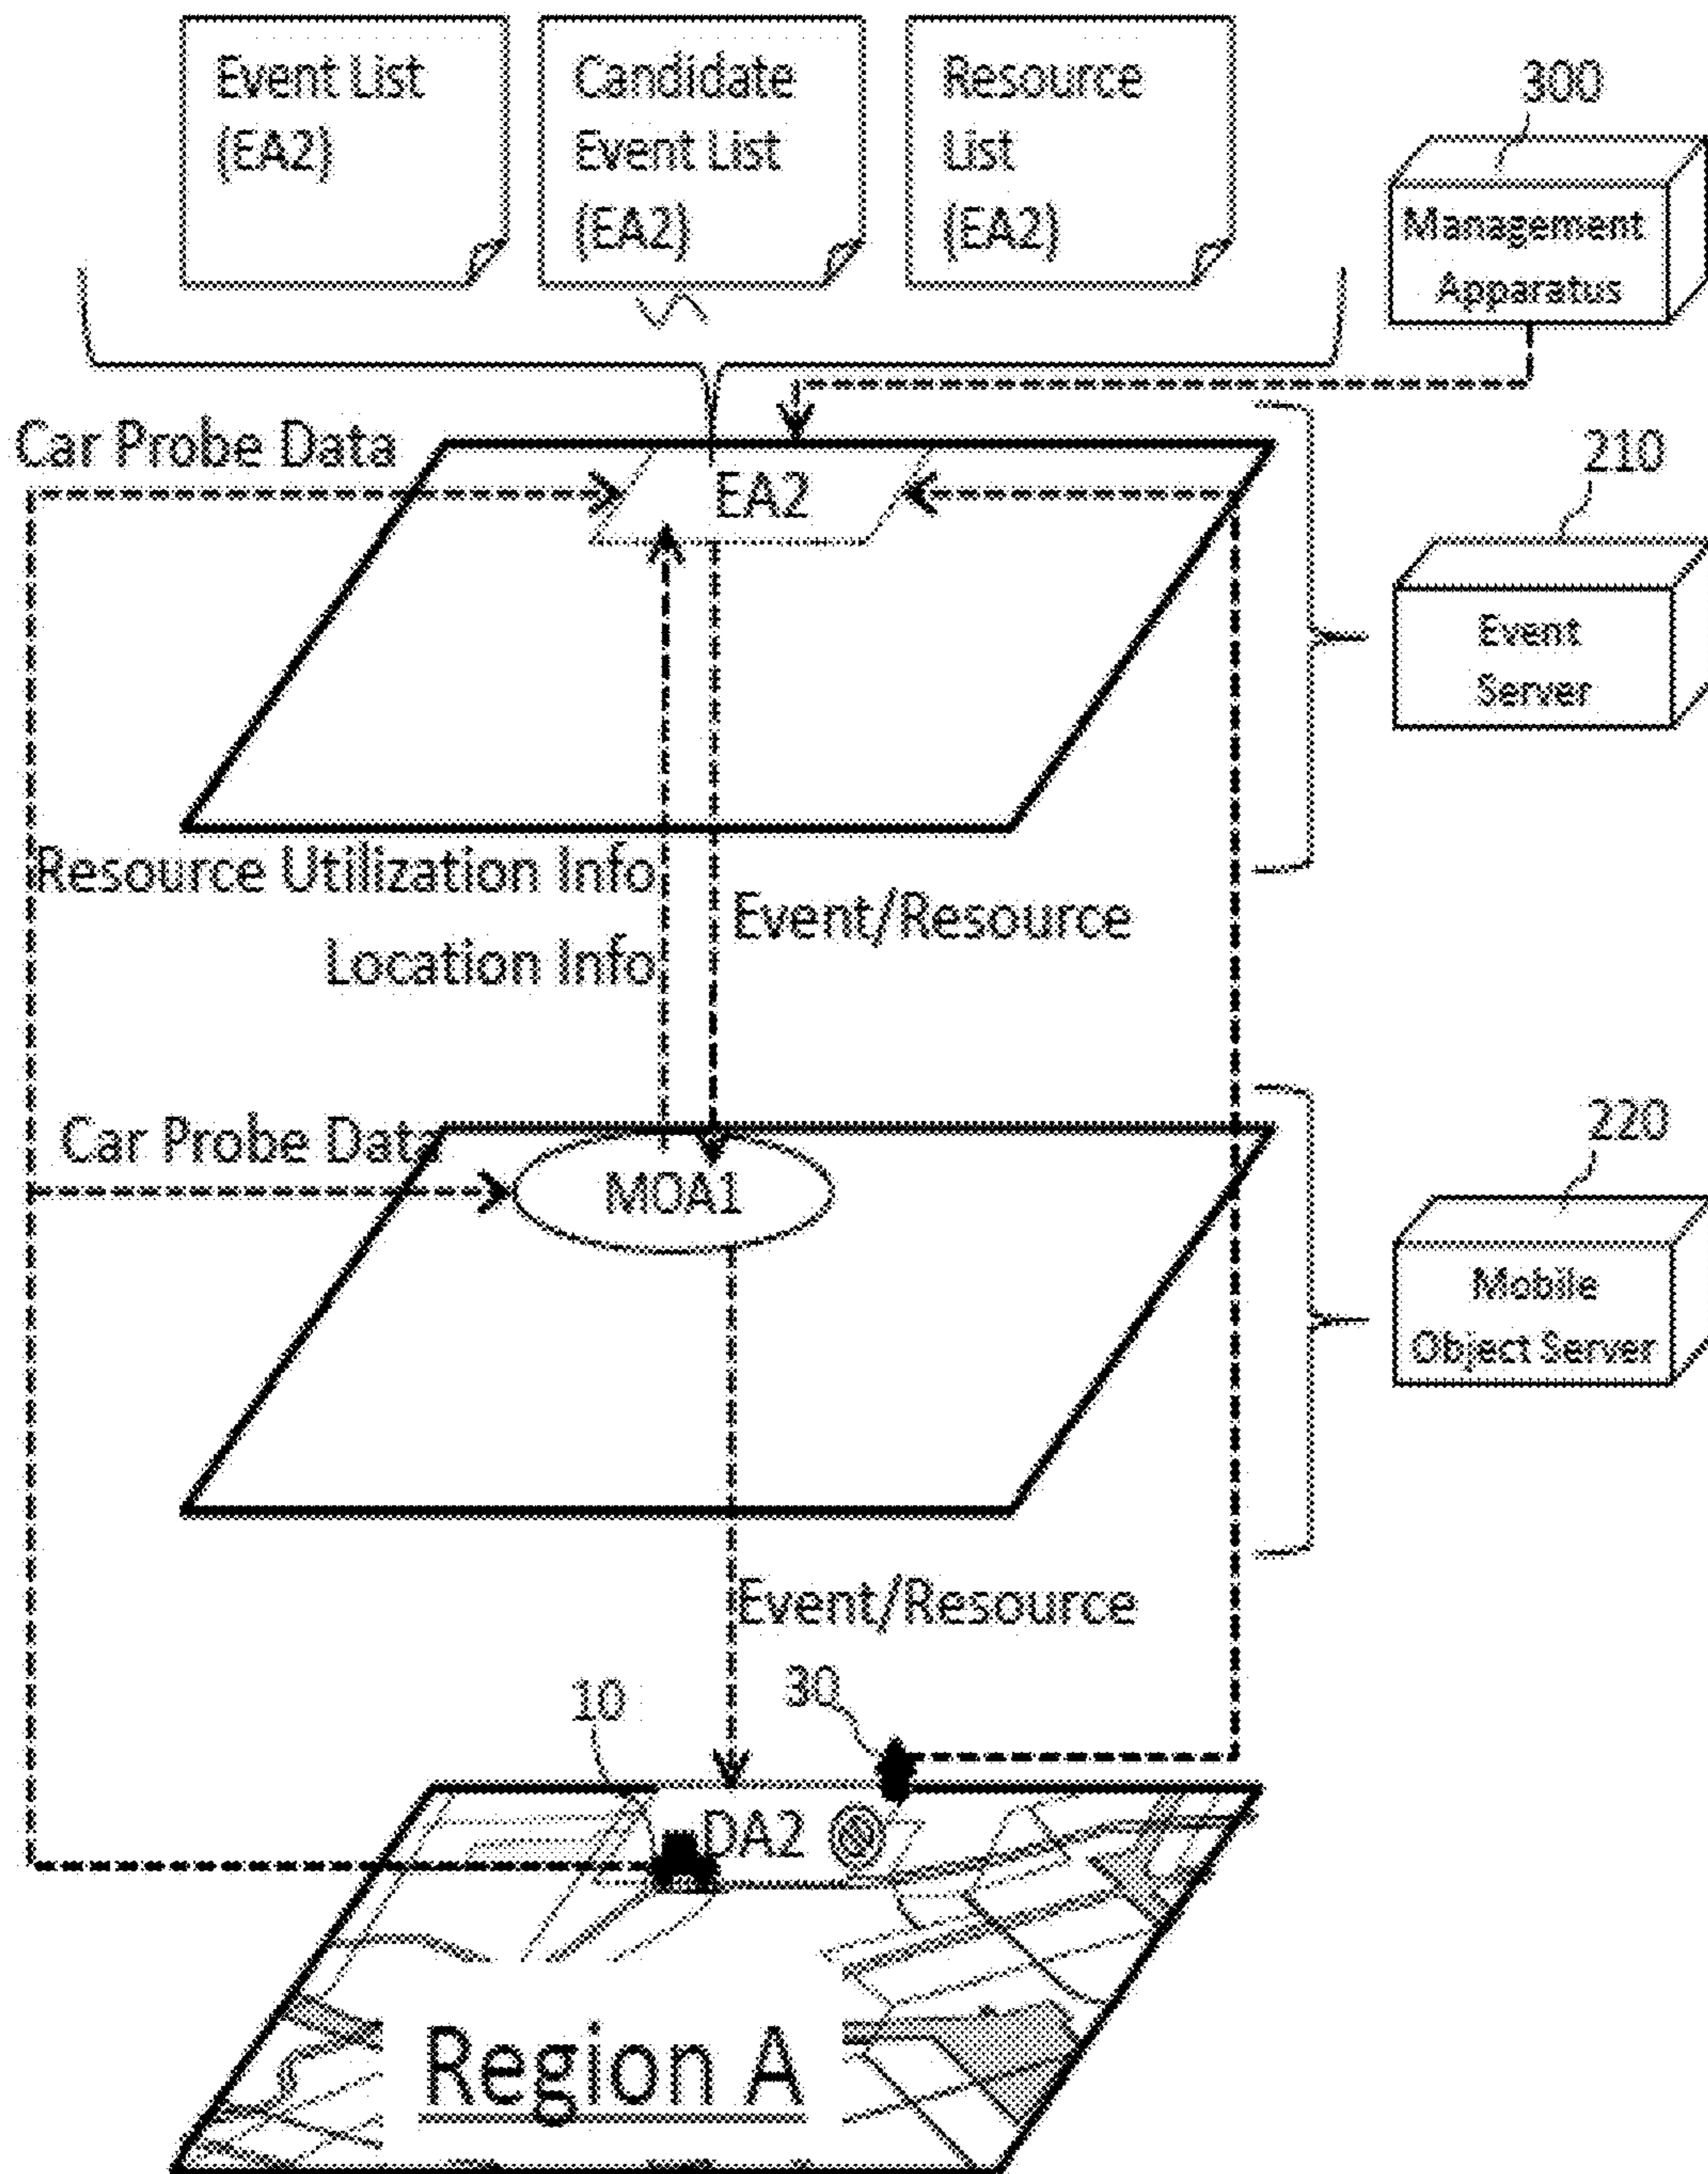 Event List
(EA2)
Candidate
Event List
(EA2)
Resource
List
(EA2)
300
Management
Apparatus
Car Probe Data
EA2
210
Event
Server
Resource Utilization Info
Location Info
Event/Resource
Car Probe Data
MOA1
220
Mobile
Object Server
Event/Resource
10
30
DA2
Region A